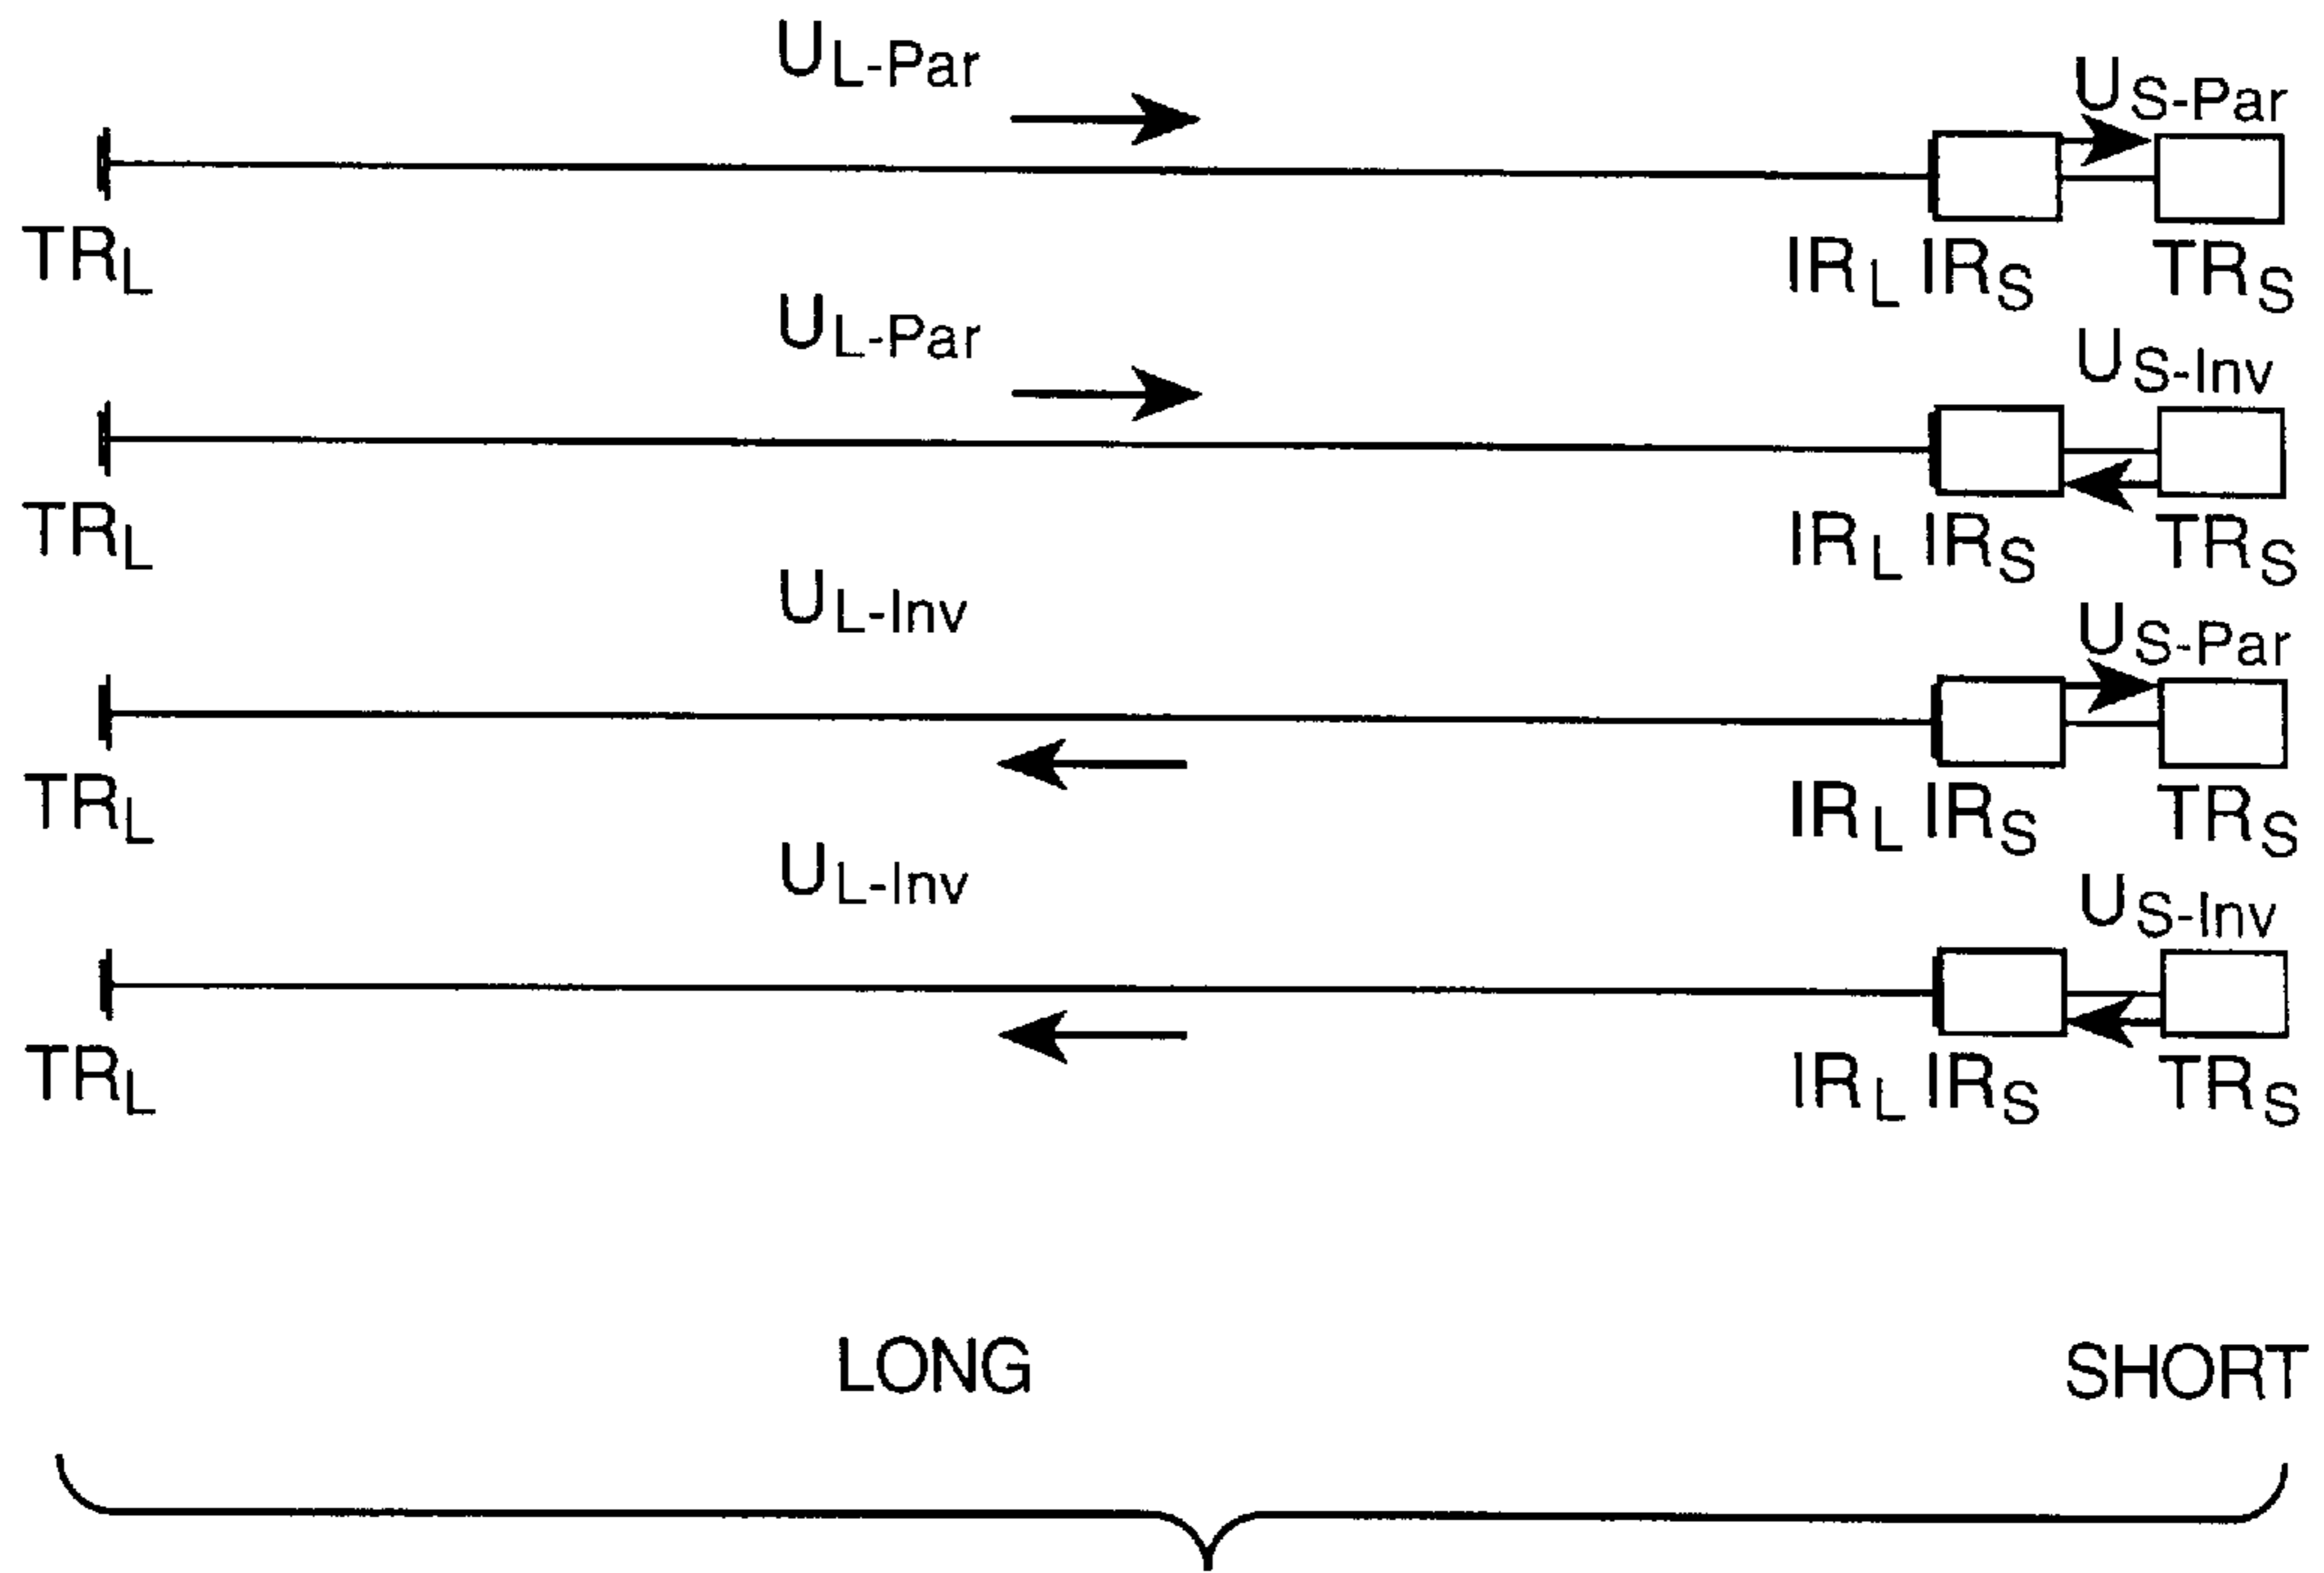 UL-Par US-Par
TRL IRL IRS TRS
UL-Par US-Inv
TRL IRL IRS TRS
UL-Inv US-Par
TRL IRL IRS TRS
UL-Inv US-Inv
TRL IRL IRS TRS
LONG SHORT